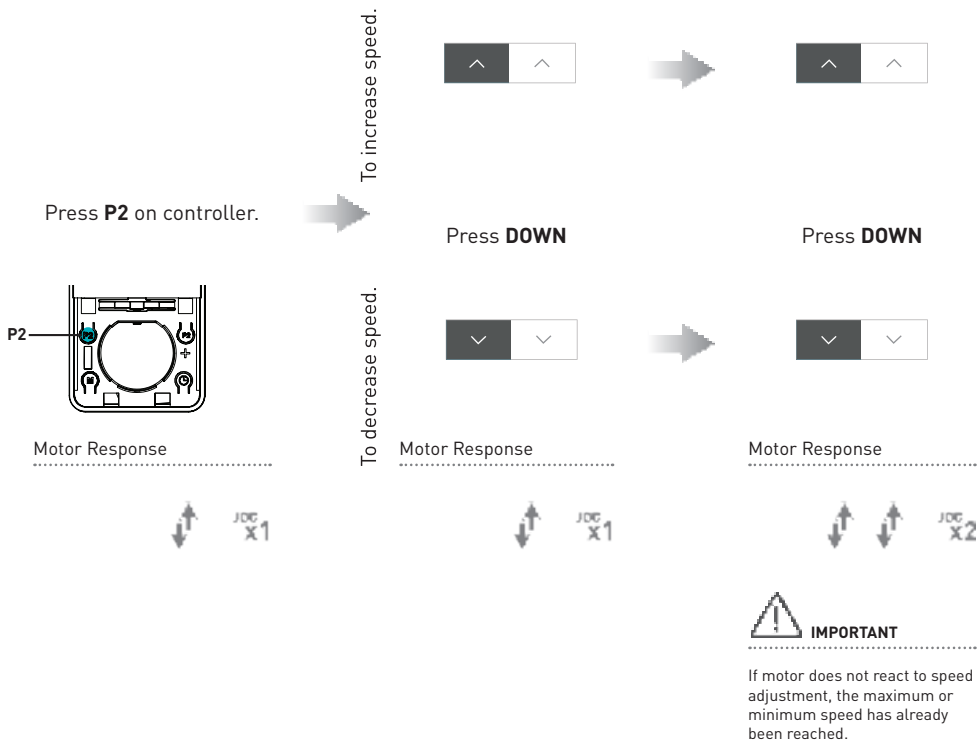 To increase speed.
Press P2 on controller.
Press DOWN
Press DOWN
To decrease speed.
P2
P2
P2
M
Motor Response
Motor Response
Motor Response
JOG
x1
JOG
x1
JOG
x2
IMPORTANT
If motor does not react to speed
adjustment, the maximum or
minimum speed has already
been reached.